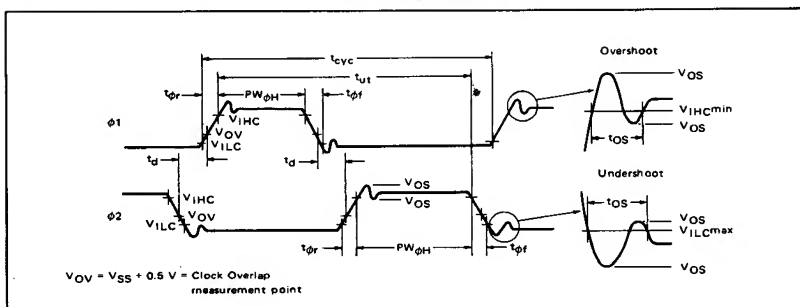 tcyc
tut
tφr
PWφH
tφf
φ1
VIHC
VOV
VILC
td
td
φ2
VIHC
VOV
VILC
VOS
VOS
tφr
PWφH
tφf
VOV = VSS + 0.5 V = Clock Overlap
measurement point
Overshoot
VOS
VIHCmin
VOS
tOS
Undershoot
tOS
VOS
VILCmax
VOS